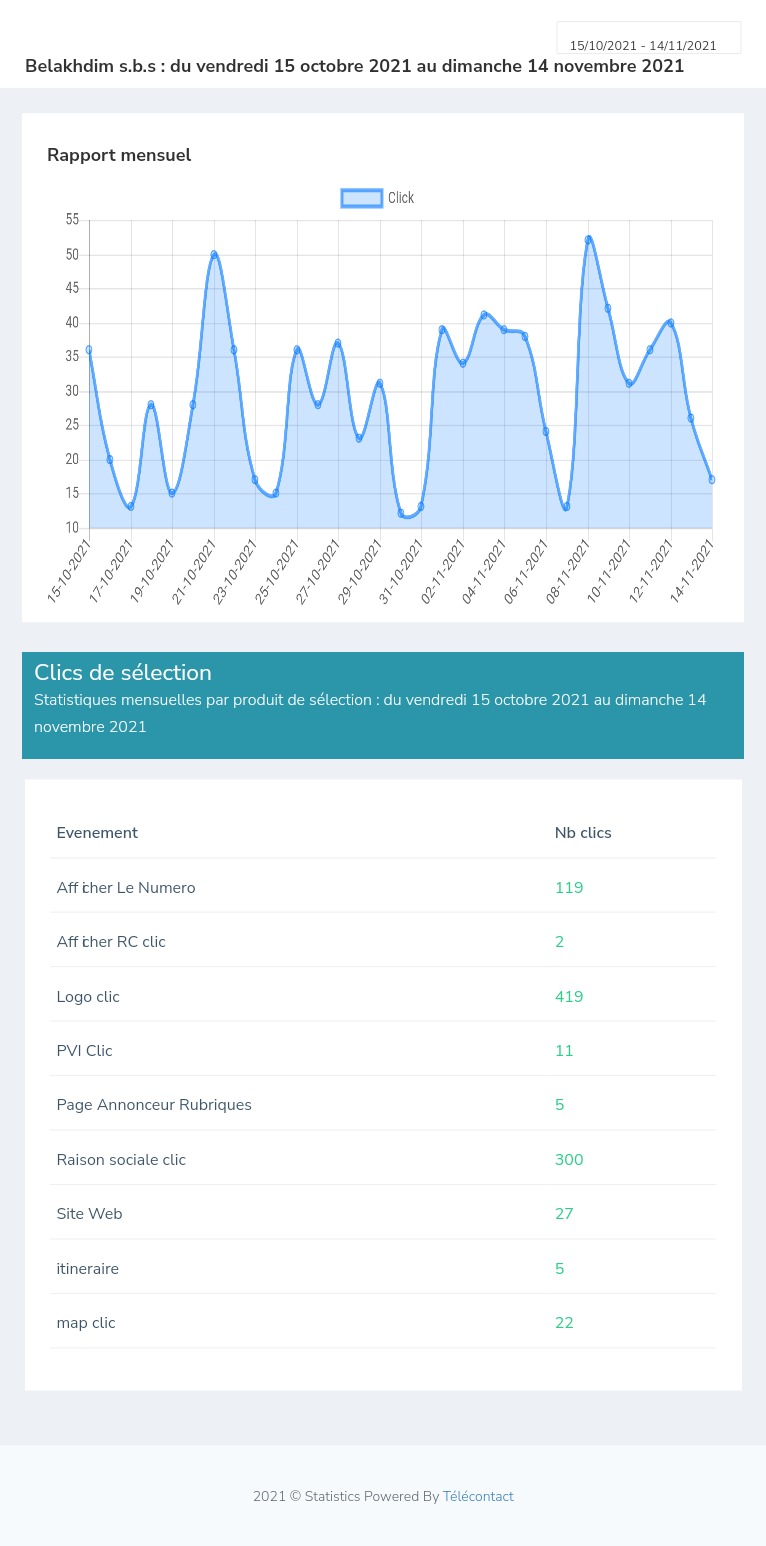 15/10/2021 - 14/11/2021
Belakhdim s.b.s : du vendredi 15 octobre 2021 au dimanche 14 novembre 2021
Rapport mensuel
Click
55
50
45
40
35
30
25
20
15
10
15-10-2021
17-10-2021
19-10-2021
21-10-2021
23-10-2021
25-10-2021
27-10-2021
29-10-2021
31-10-2021
02-11-2021
04-11-2021
06-11-2021
08-11-2021
10-11-2021
12-11-2021
14-11-2021
Clics de sélection
Statistiques mensuelles par produit de sélection : du vendredi 15 octobre 2021 au dimanche 14
novembre 2021
Evenement Nb clics
Afficher Le Numero 119
Afficher RC clic 2
Logo clic 419
PVI Clic 11
Page Annonceur Rubriques 5
Raison sociale clic 300
Site Web 27
itineraire 5
map clic 22
2021 © Statistics Powered By Télécontact